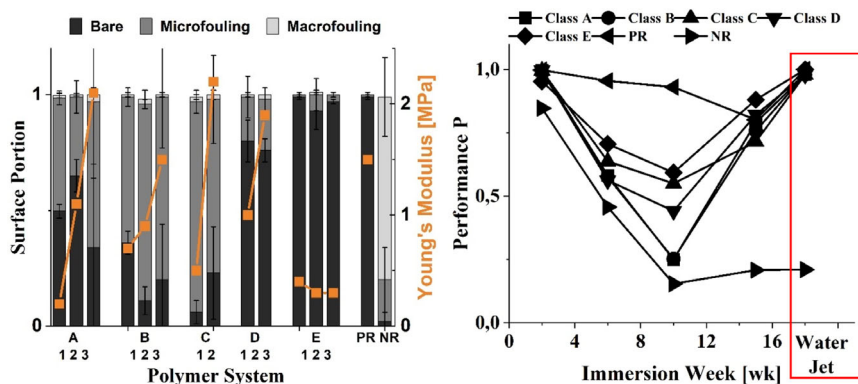 Bare Microfouling Macrofouling
Surface Portion
1
0
2
1
0
Young's Modulus [MPa]
A B C D E PR NR
1 2 3 1 2 3 1 2 1 2 3 1 2 3
Polymer System
Class A Class B Class C Class D
Class E PR NR
Performance P
1,0
0,5
0,0
0 4 8 12 16 Water
Immersion Week [wk] Jet